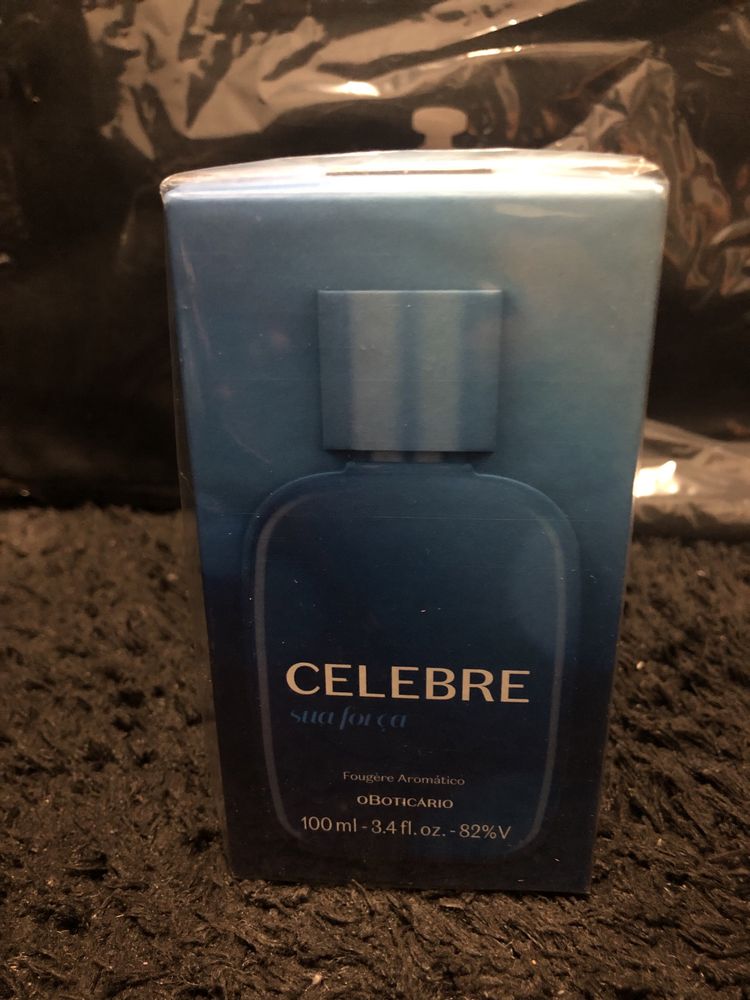 CELEBRE
sua força
Fougère Aromático
oBOTICÁRIO
100 ml - 3.4 fl. oz. - 82%V